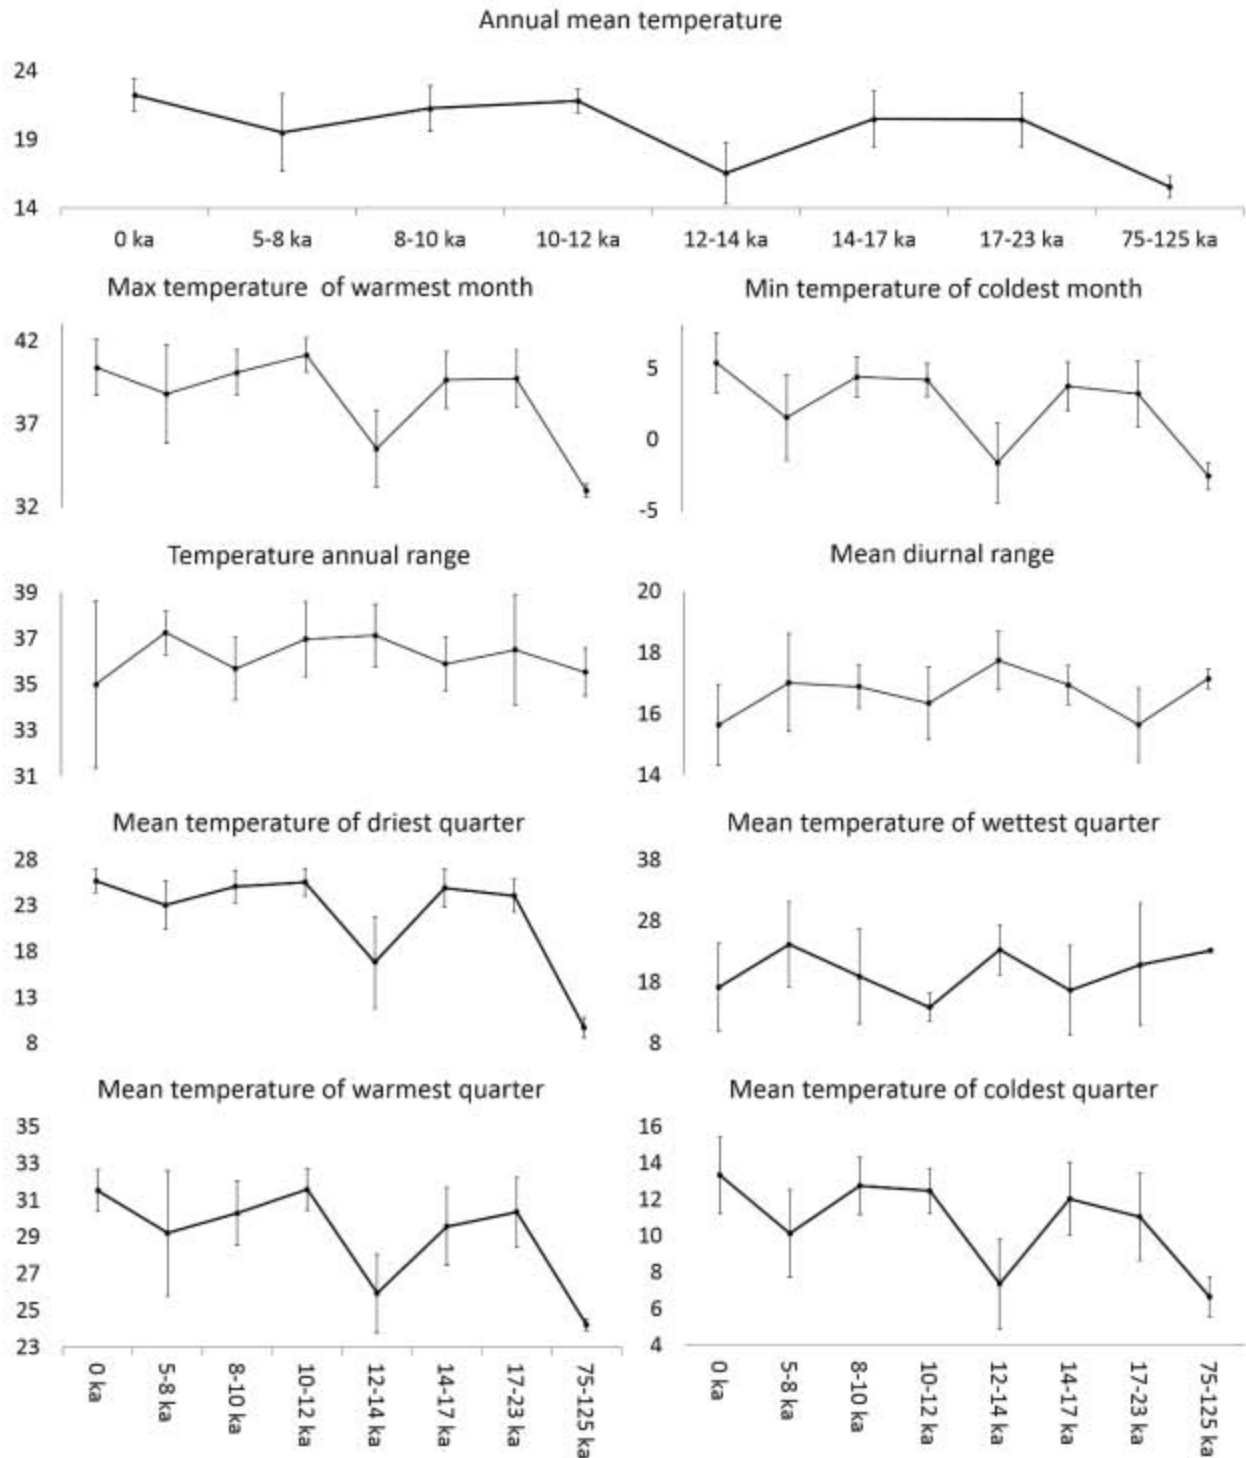 Annual mean temperature
24
19
14
0 ka 5-8 ka 8-10 ka 10-12 ka 12-14 ka 14-17 ka 17-23 ka 75-125 ka
Max temperature of warmest month
42
37
32
Min temperature of coldest month
5
0
-5
Temperature annual range
39
37
35
33
31
Mean diurnal range
20
18
16
14
Mean temperature of driest quarter
28
23
18
13
8
Mean temperature of wettest quarter
38
28
18
8
Mean temperature of warmest quarter
35
33
31
29
27
25
23
0 ka
5-8 ka
8-10 ka
10-12 ka
12-14 ka
14-17 ka
17-23 ka
75-125 ka
Mean temperature of coldest quarter
16
14
12
10
8
6
4
0 ka
5-8 ka
8-10 ka
10-12 ka
12-14 ka
14-17 ka
17-23 ka
75-125 ka